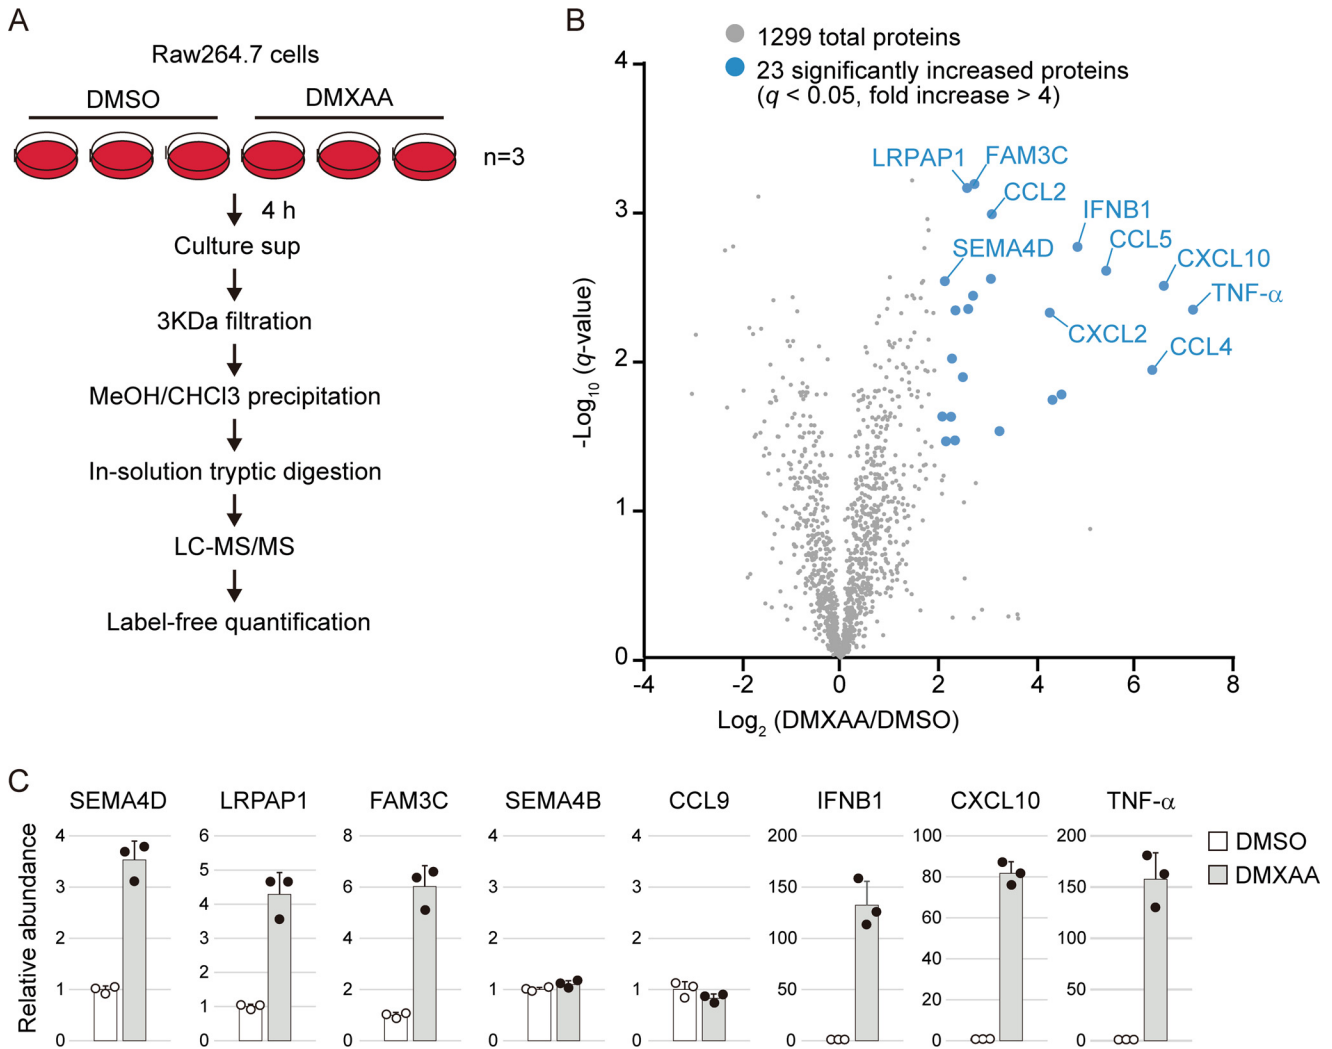 A
Raw264.7 cells
DMSO
DMXAA
n=3
4 h
Culture sup
3KDa filtration
MeOH/CHCl3 precipitation
In-solution tryptic digestion
LC-MS/MS
Label-free quantification
B
1299 total proteins
23 significantly increased proteins
(q < 0.05, fold increase > 4)
-Log10 (q-value)
4
3
2
1
0
LRPAP1
FAM3C
CCL2
IFNB1
SEMA4D
CCL5
CXCL10
TNF-α
CXCL2
CCL4
-4
-2
0
2
4
6
8
Log2 (DMXAA/DMSO)
C
Relative abundance
SEMA4D
4
3
2
1
0
LRPAP1
6
5
4
3
2
1
0
FAM3C
8
6
4
2
0
SEMA4B
4
3
2
1
0
CCL9
4
3
2
1
0
IFNB1
200
150
100
50
0
CXCL10
100
80
60
40
20
0
TNF-α
200
150
100
50
0
DMSO
DMXAA